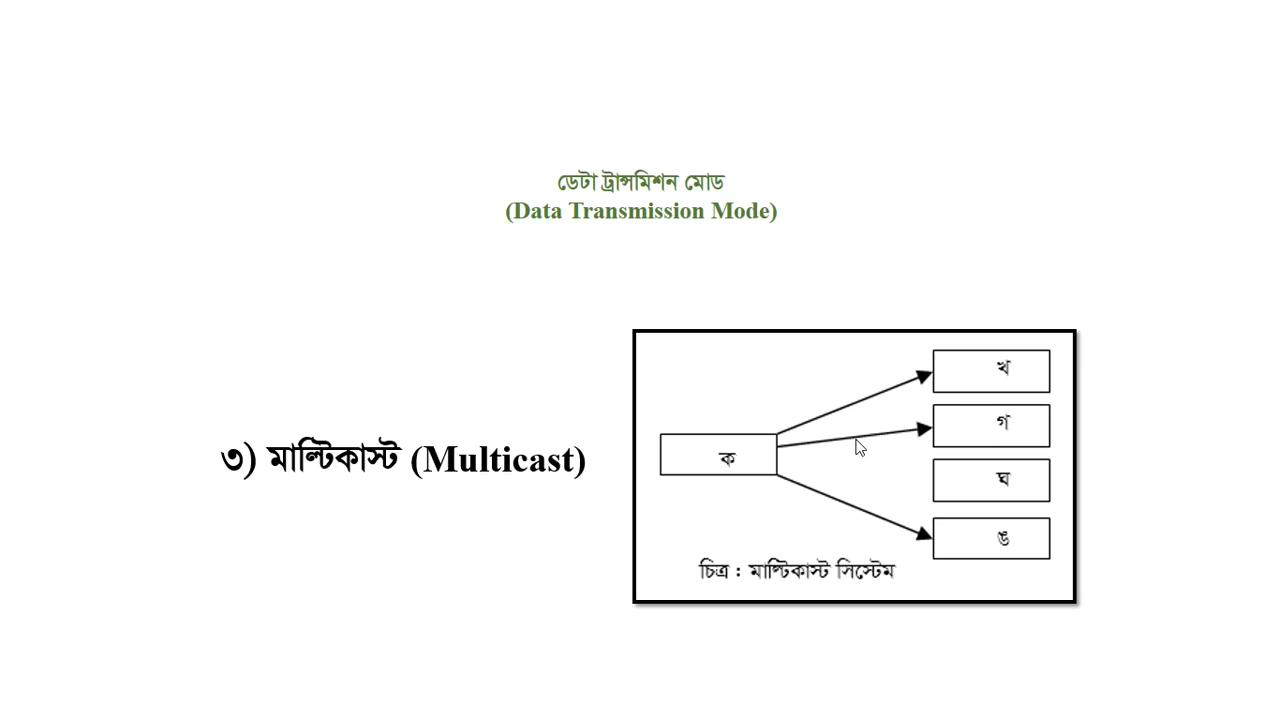 ডেটা ট্রান্সমিশন মোড
(Data Transmission Mode)
৩) মাল্টিকাস্ট (Multicast)
ক
খ
গ
ঘ
ঙ
চিত্র : মাল্টিকাস্ট সিস্টেম